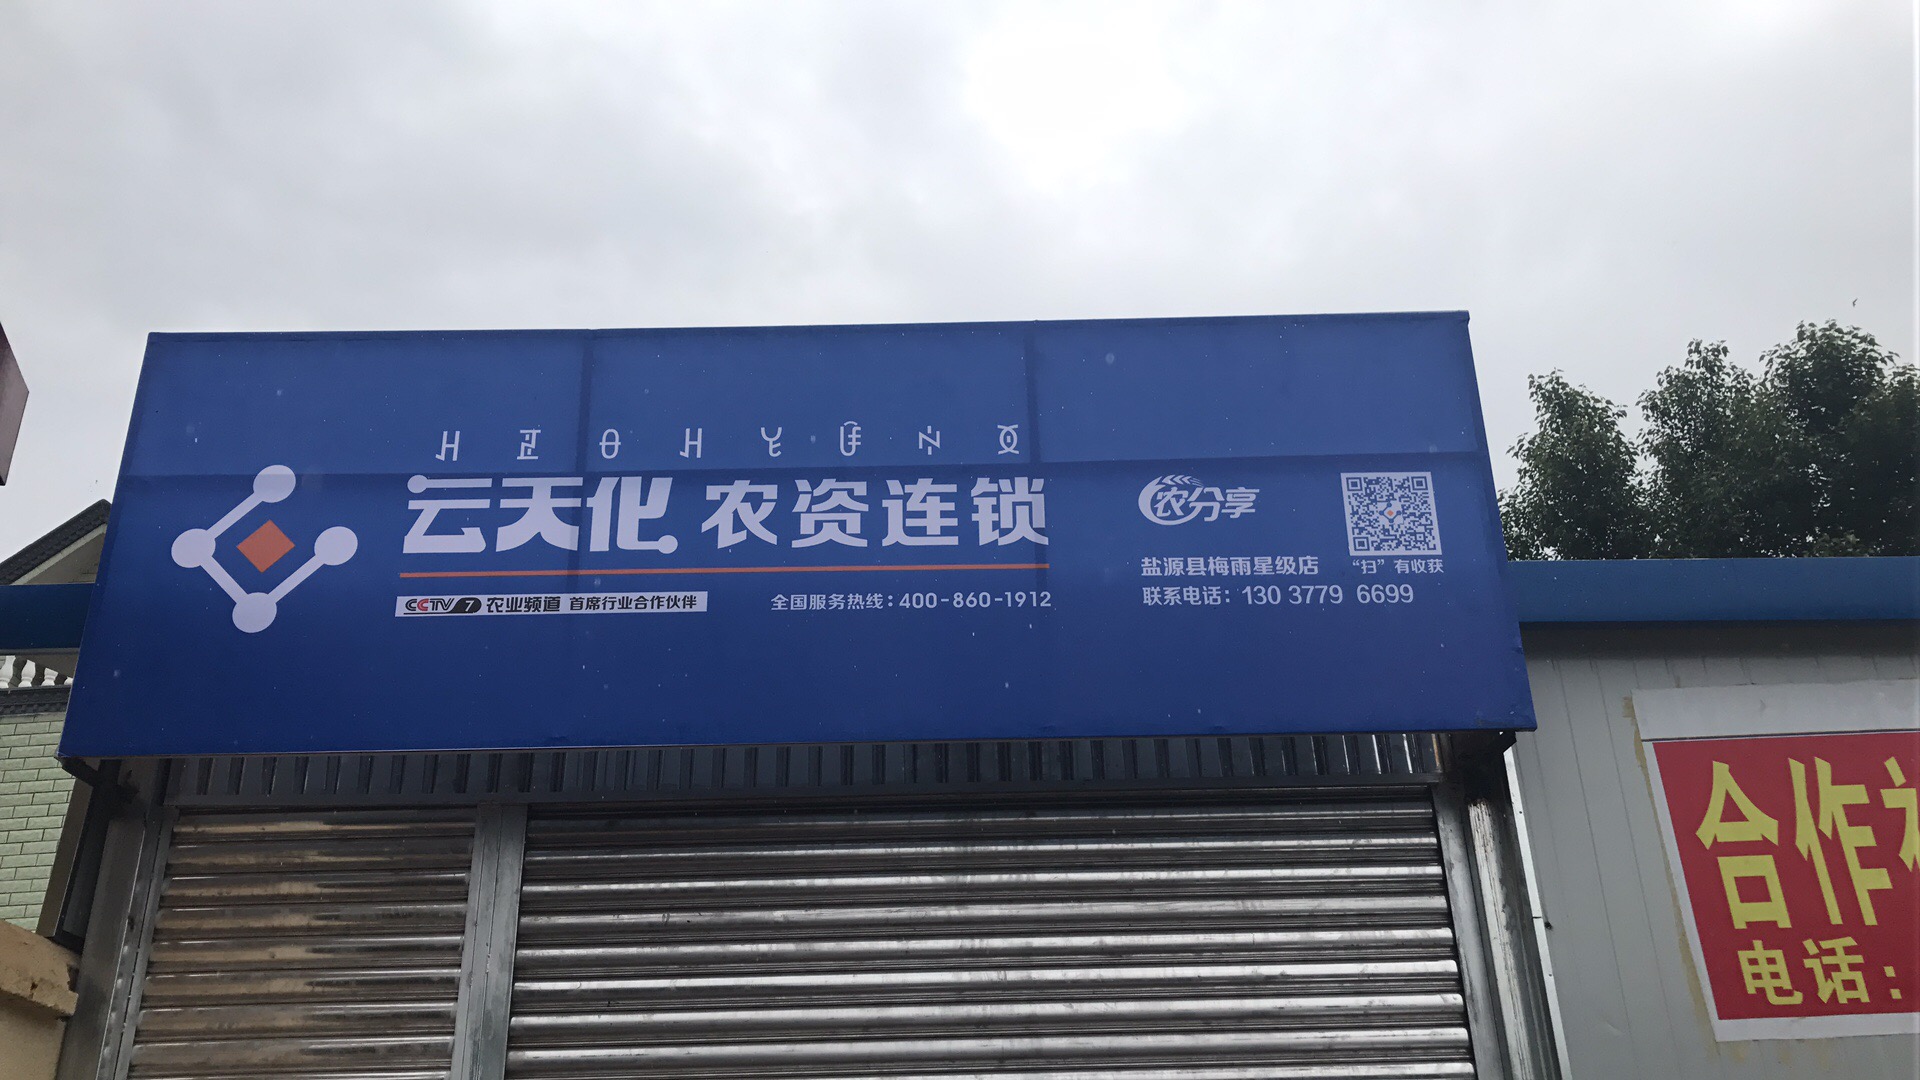 云天化 农资连锁
CCTV 7 农业频道 首席行业合作伙伴
全国服务热线：400-860-1912
农分享
盐源县梅雨星级店
联系电话：130 3779 6699
“扫”有收获
合作
电话：